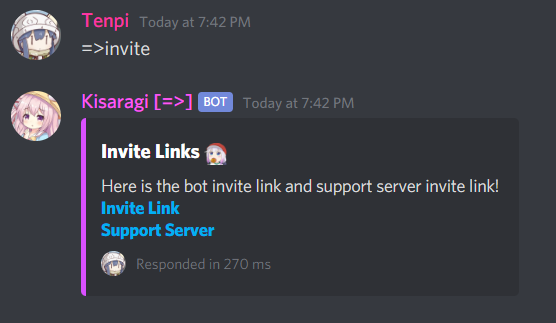 Tenpi Today at 7:42 PM
=>invite
Kisaragi [=>] BOT Today at 7:42 PM
Invite Links
Here is the bot invite link and support server invite link!
Invite Link
Support Server
Responded in 270 ms